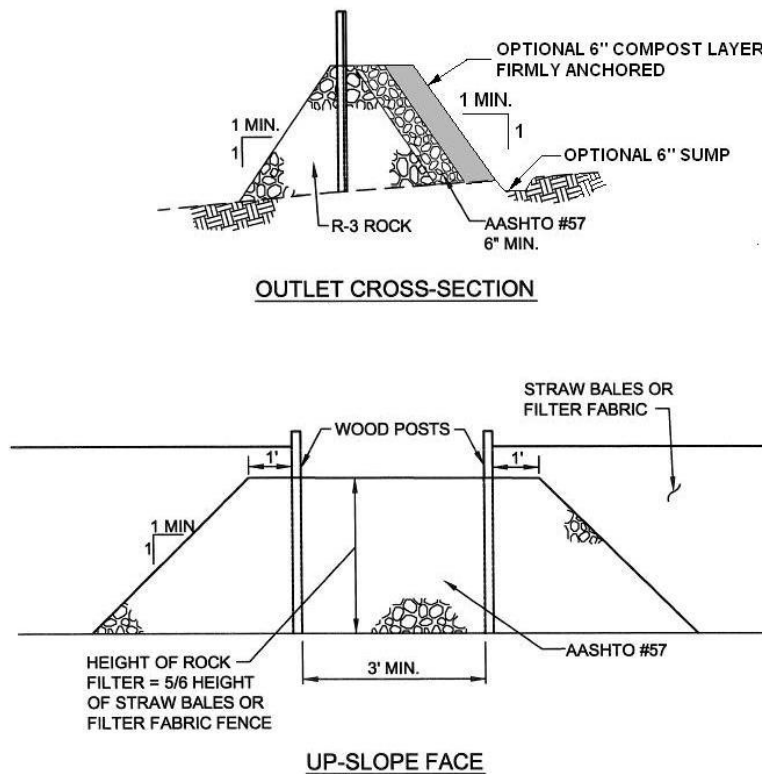 OPTIONAL 6" COMPOST LAYER
FIRMLY ANCHORED
1 MIN.
1
1 MIN.
1
OPTIONAL 6" SUMP
R-3 ROCK
AASHTO #57
6" MIN.
OUTLET CROSS-SECTION
STRAW BALES OR
FILTER FABRIC
WOOD POSTS
1'
1'
1 MIN.
1
AASHTO #57
HEIGHT OF ROCK
FILTER = 5/6 HEIGHT
OF STRAW BALES OR
FILTER FABRIC FENCE
3' MIN.
UP-SLOPE FACE